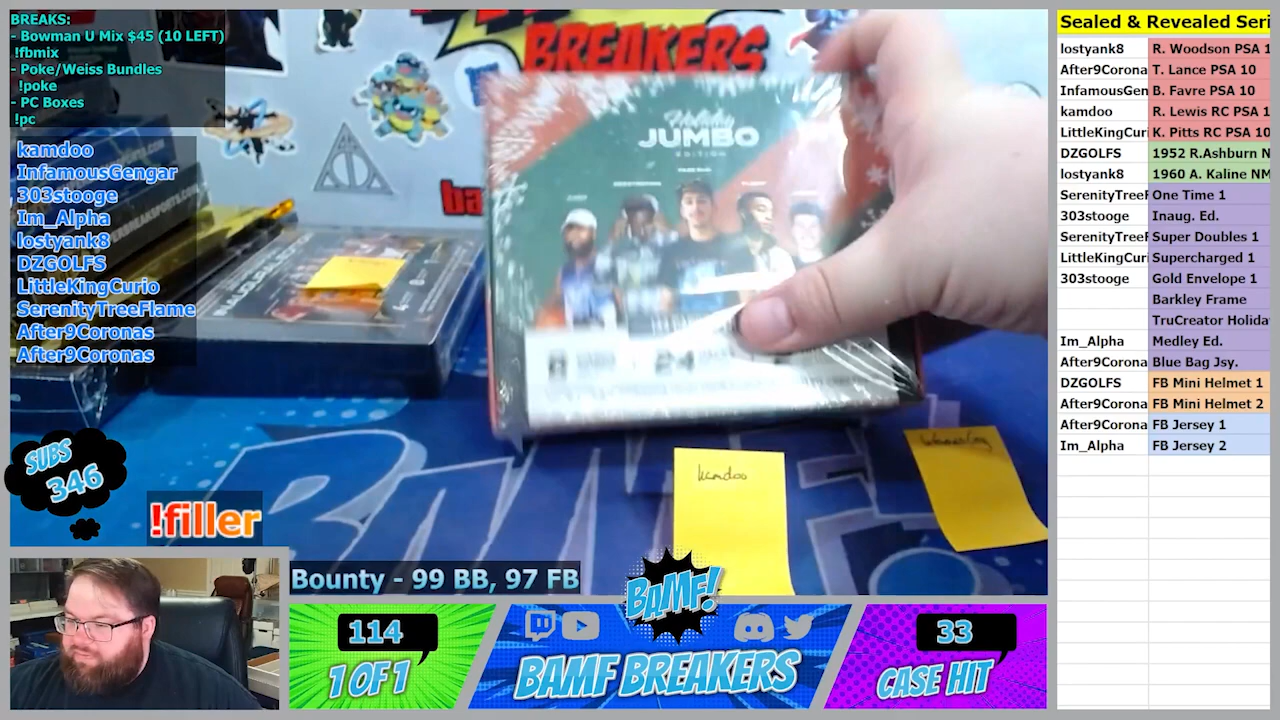 BREAKS:
- Bowman U Mix $45 (10 LEFT)
!fbmix
- Poke/Weiss Bundles
!poke
- PC Boxes
!pc
kamdoo
InfamousGengar
303stooge
Im_Alpha
lostyank8
DZGOLFS
LittleKingCurio
SerenityTreeFlame
After9Coronas
After9Coronas
SUBS
346
!filler
BREAKERS
Holiday
JUMBO
EDITION
24
kamdoo
Bounty - 99 BB, 97 FB
BAMF!
114
1 OF 1
BAMF BREAKERS
33
CASE HIT
Sealed & Revealed Seri
lostyank8 R. Woodson PSA 1
After9Corona T. Lance PSA 10
InfamousGen B. Favre PSA 10
kamdoo R. Lewis RC PSA 1
LittleKingCuri K. Pitts RC PSA 10
DZGOLFS 1952 R.Ashburn N
lostyank8 1960 A. Kaline NM
SerenityTreeF One Time 1
303stooge Inaug. Ed.
SerenityTreeF Super Doubles 1
LittleKingCuri Supercharged 1
303stooge Gold Envelope 1
Barkley Frame
TruCreator Holida
Im_Alpha Medley Ed.
After9Corona Blue Bag Jsy.
DZGOLFS FB Mini Helmet 1
After9Corona FB Mini Helmet 2
After9Corona FB Jersey 1
Im_Alpha FB Jersey 2